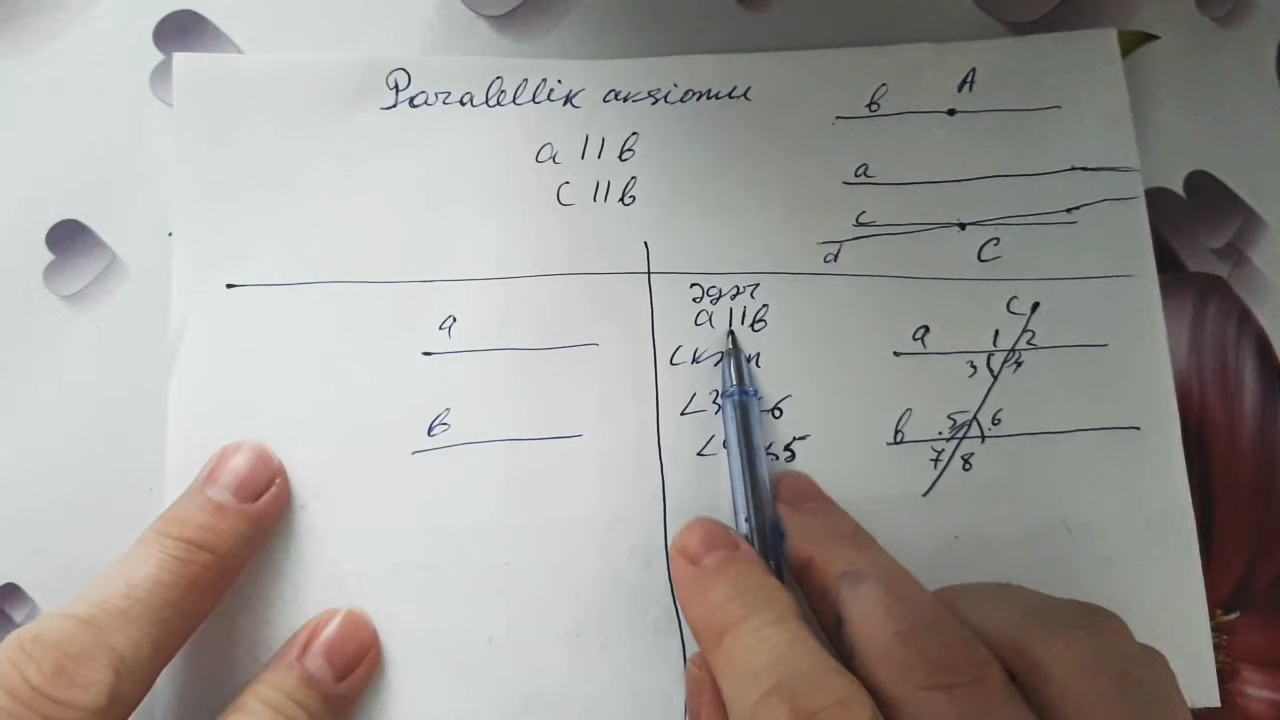 Paralellik aksiomu
a || b
c || b
b A
a
c
d C
a
b
əgər
a || b
a c
1 2
3 4
b 5 6
7 8